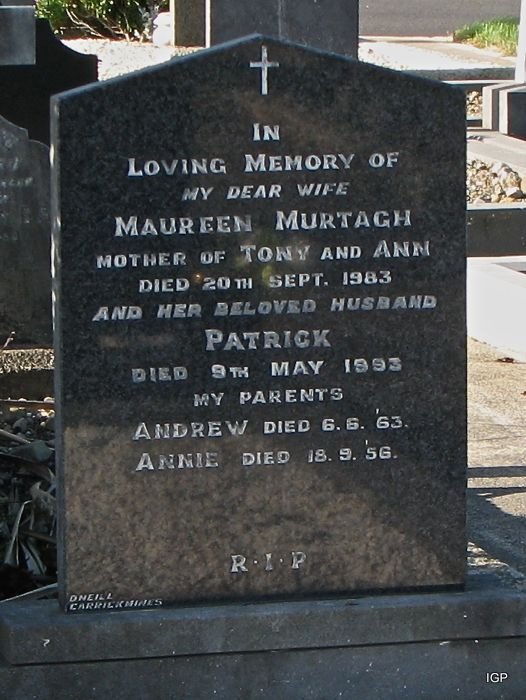 IN
LOVING MEMORY OF
MY DEAR WIFE
MAUREEN MURTAGH
MOTHER OF TONY AND ANN
DIED 20TH SEPT. 1983
AND HER BELOVED HUSBAND
PATRICK
DIED 9TH MAY 1993
MY PARENTS
ANDREW DIED 6.6.'63.
ANNIE DIED 18.9.'56.
R·I·P
ONEILL
CARRICKMINES
IGP